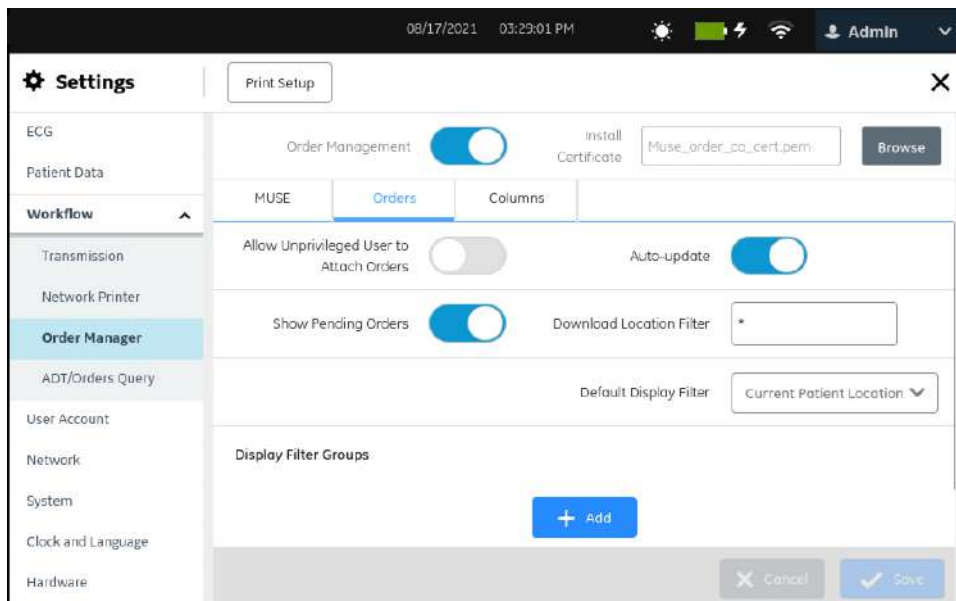 08/17/2021 03:29:01 PM Admin
Settings Print Setup
ECG
Patient Data
Workflow
Transmission
Network Printer
Order Manager
ADT/Orders Query
User Account
Network
System
Clock and Language
Hardware
Order Management
Install
Certificate
Muse_order_ca_cert.pem
Browse
MUSE Orders Columns
Allow Unprivileged User to
Attach Orders
Auto-update
Show Pending Orders
Download Location Filter
*
Default Display Filter
Current Patient Location
Display Filter Groups
+ Add
Cancel
Save